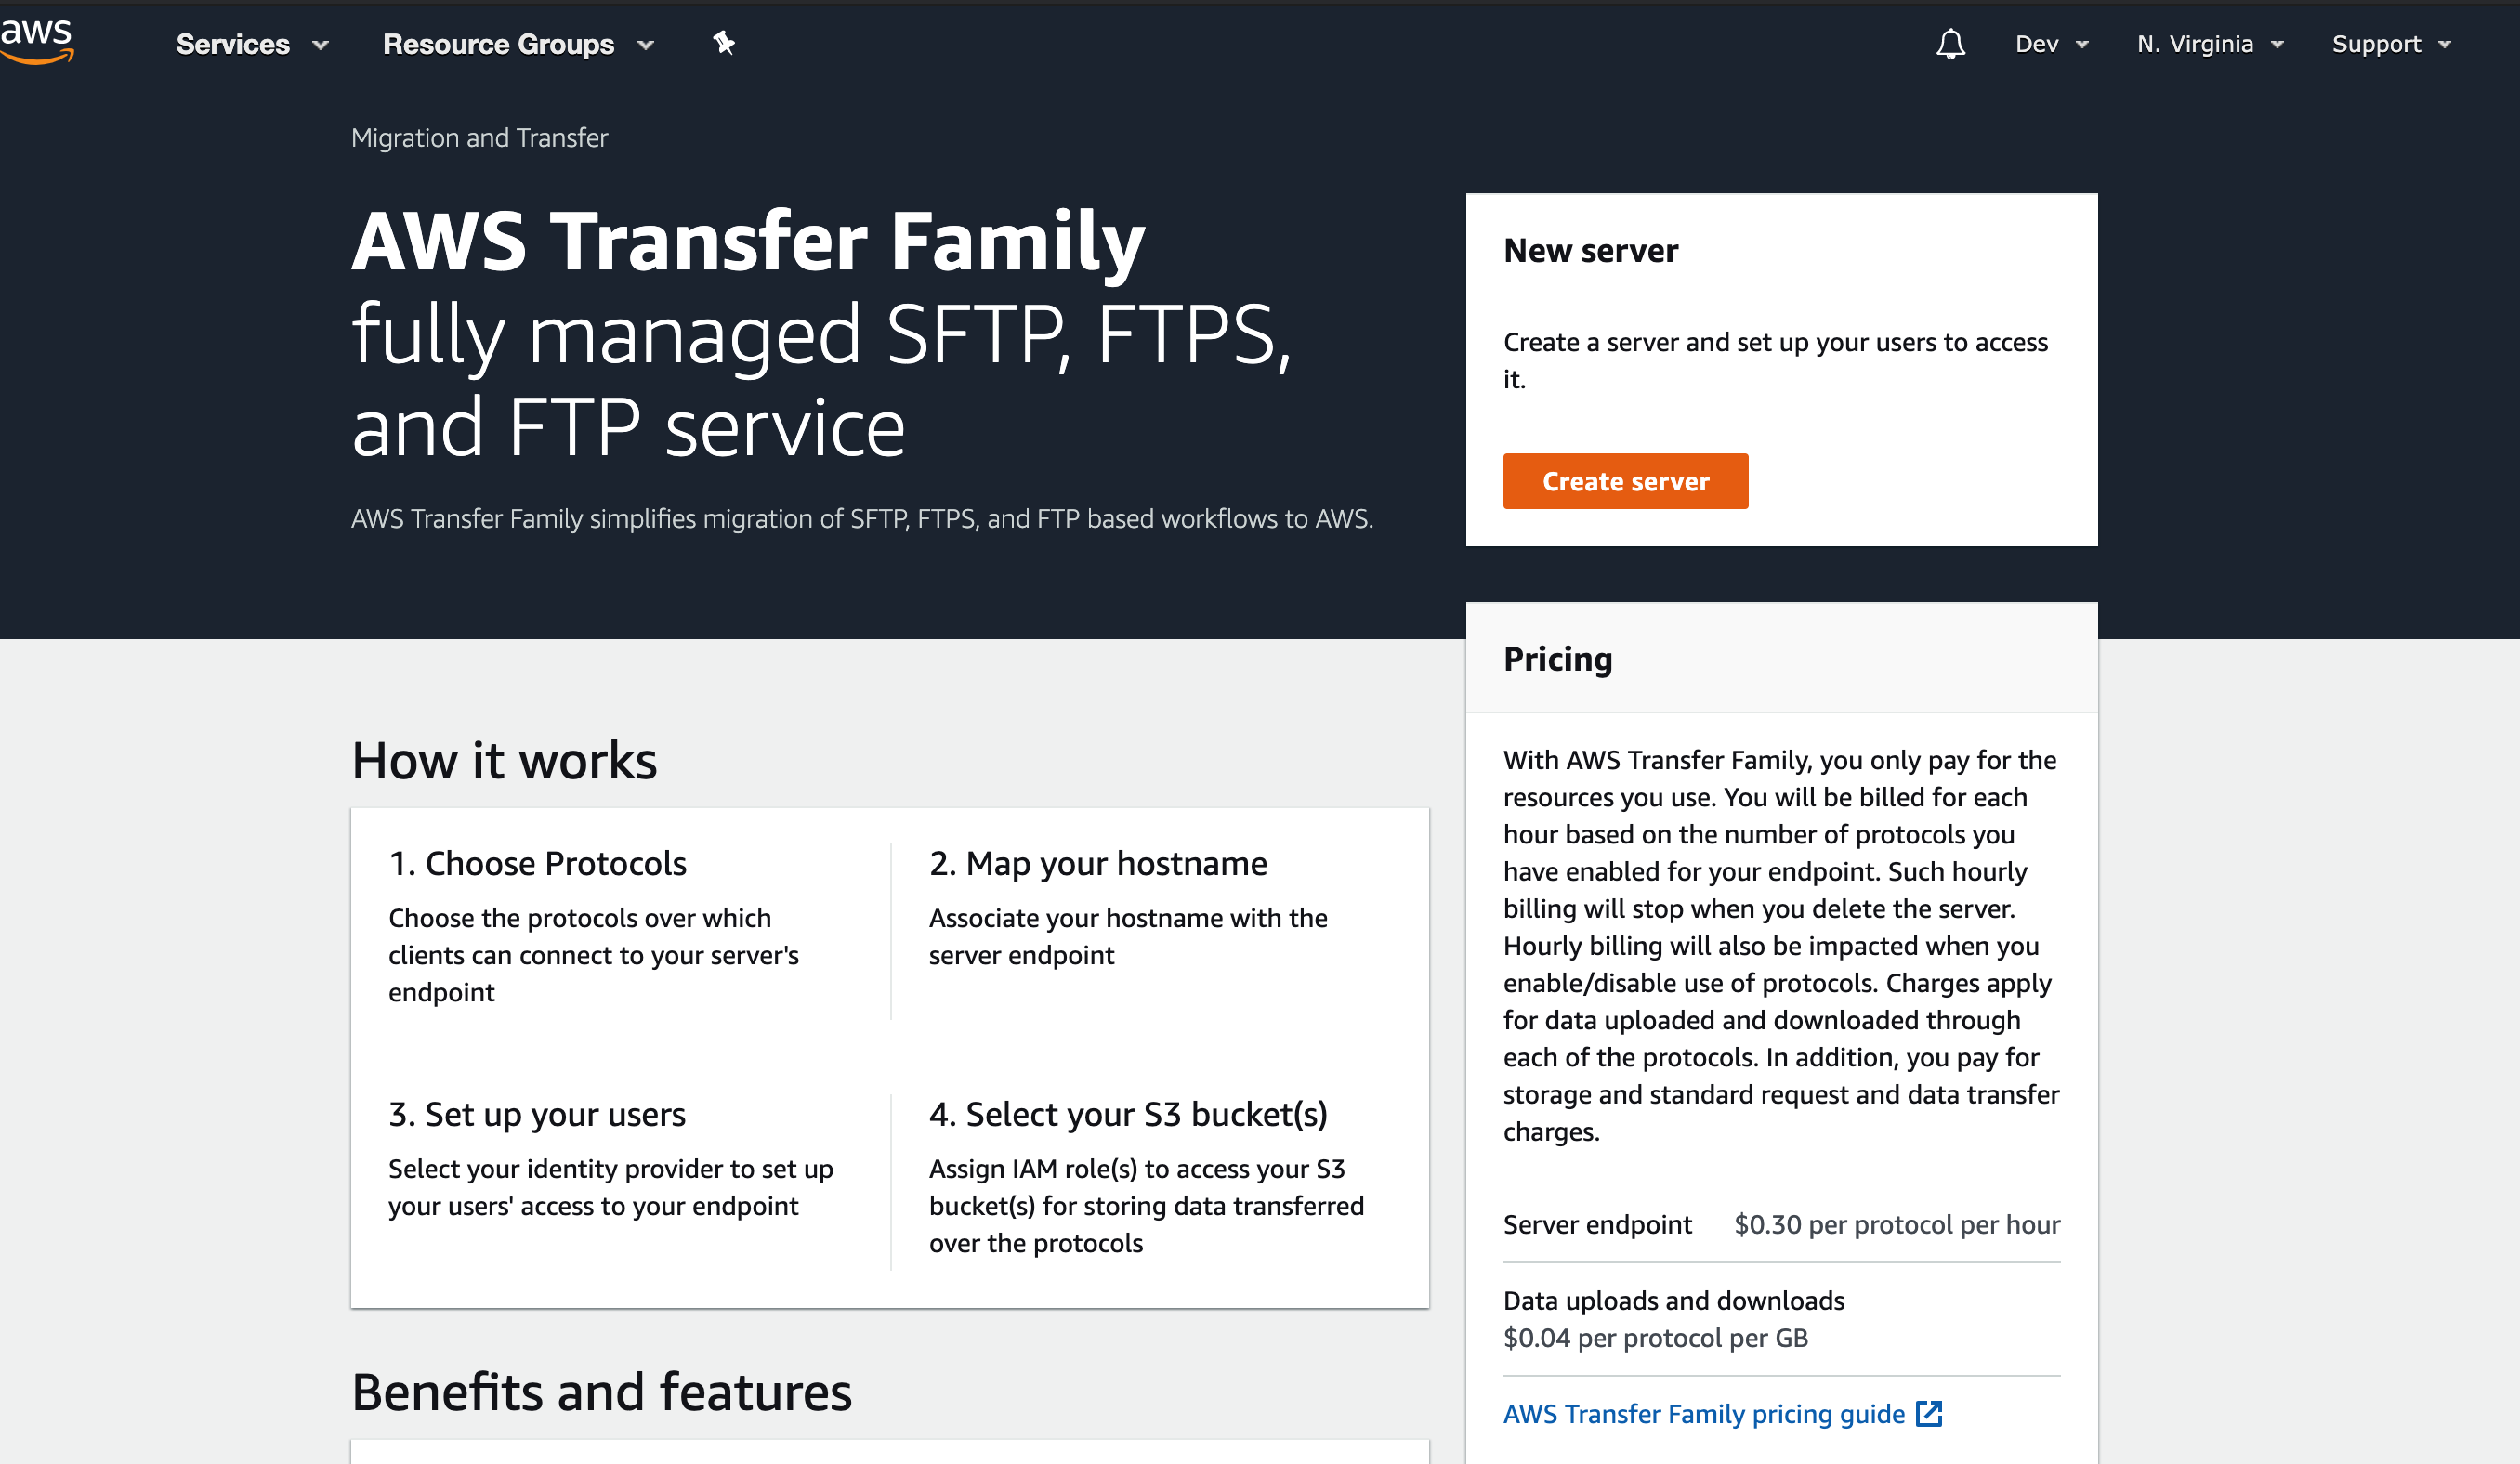 aws
Services
Resource Groups
Dev
N. Virginia
Support
Migration and Transfer
AWS Transfer Family
fully managed SFTP, FTPS,
and FTP service
AWS Transfer Family simplifies migration of SFTP, FTPS, and FTP based workflows to AWS.
New server
Create a server and set up your users to access
it.
Create server
How it works
1. Choose Protocols
Choose the protocols over which
clients can connect to your server's
endpoint
2. Map your hostname
Associate your hostname with the
server endpoint
3. Set up your users
Select your identity provider to set up
your users' access to your endpoint
4. Select your S3 bucket(s)
Assign IAM role(s) to access your S3
bucket(s) for storing data transferred
over the protocols
Benefits and features
Pricing
With AWS Transfer Family, you only pay for the
resources you use. You will be billed for each
hour based on the number of protocols you
have enabled for your endpoint. Such hourly
billing will stop when you delete the server.
Hourly billing will also be impacted when you
enable/disable use of protocols. Charges apply
for data uploaded and downloaded through
each of the protocols. In addition, you pay for
storage and standard request and data transfer
charges.
Server endpoint $0.30 per protocol per hour
Data uploads and downloads
$0.04 per protocol per GB
AWS Transfer Family pricing guide